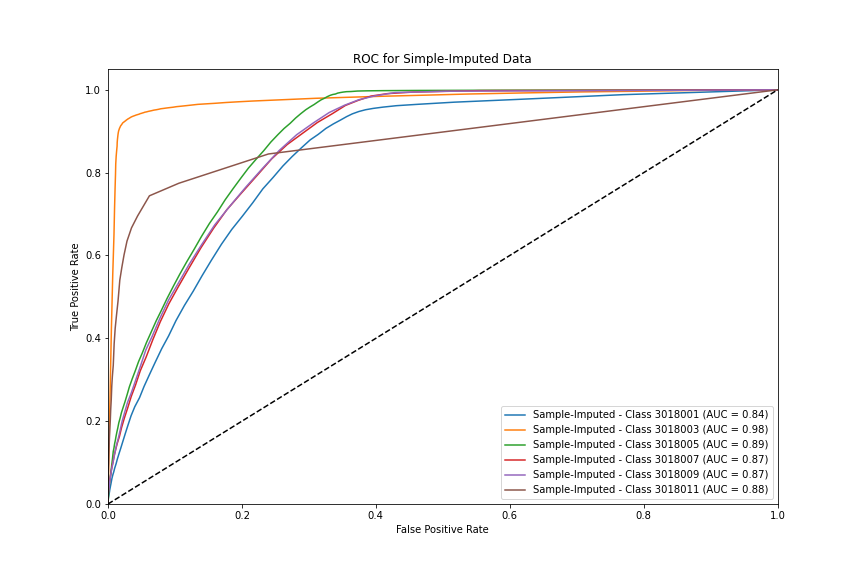 ROC for Simple-Imputed Data
True Positive Rate
1.0
0.8
0.6
0.4
0.2
0.0
0.0 0.2 0.4 0.6 0.8 1.0
False Positive Rate
Sample-Imputed - Class 3018001 (AUC = 0.84)
Sample-Imputed - Class 3018003 (AUC = 0.98)
Sample-Imputed - Class 3018005 (AUC = 0.89)
Sample-Imputed - Class 3018007 (AUC = 0.87)
Sample-Imputed - Class 3018009 (AUC = 0.87)
Sample-Imputed - Class 3018011 (AUC = 0.88)